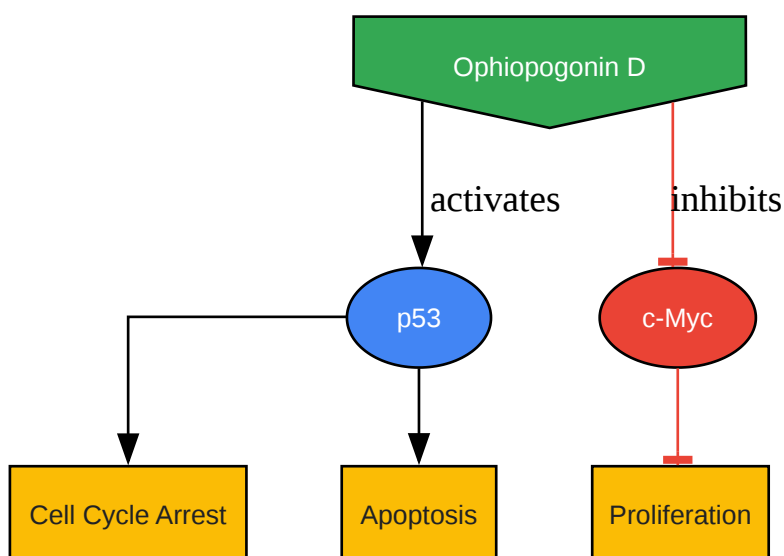 Ophiopogonin D
activates
inhibits
p53
c-Myc
Cell Cycle Arrest
Apoptosis
Proliferation